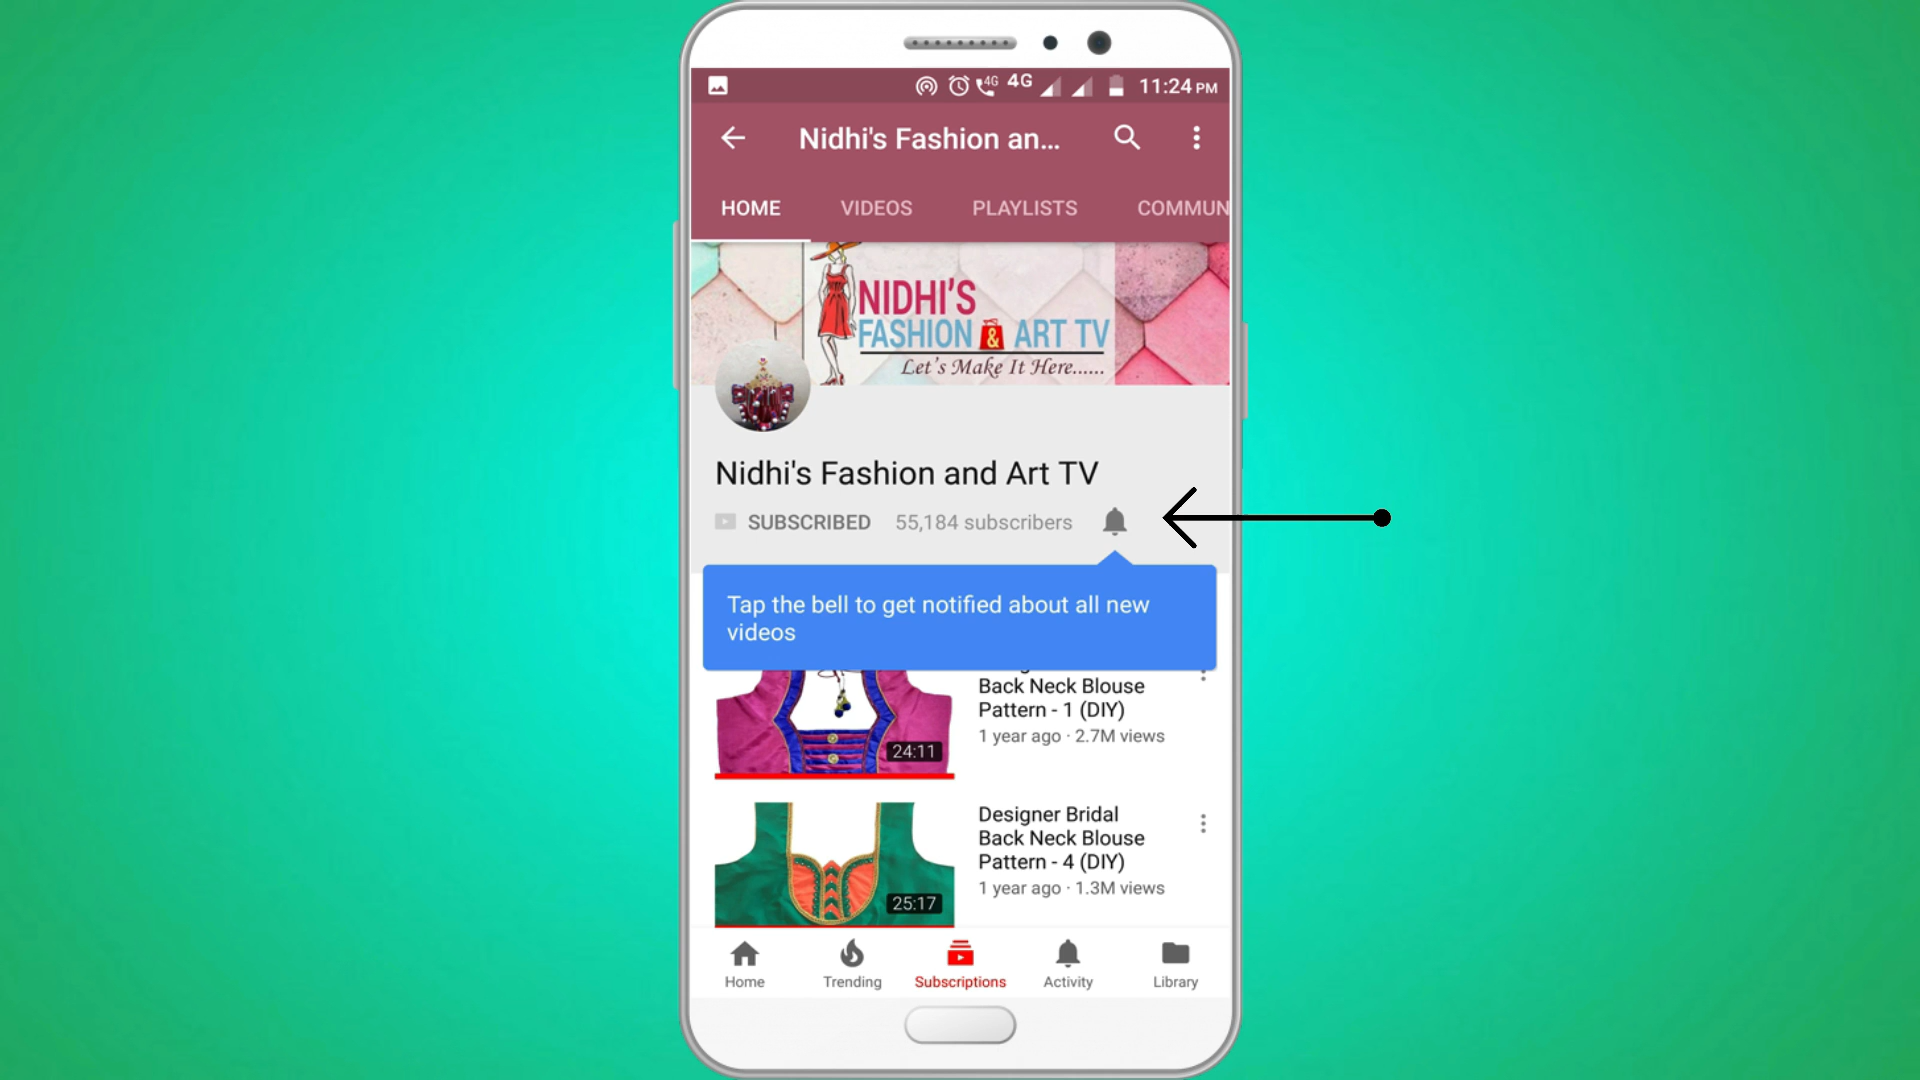 4G 4G 11:24 PM
Nidhi's Fashion an...
HOME VIDEOS PLAYLISTS COMMUN
NIDHI'S
FASHION & ART TV
Let's Make It Here......
Nidhi's Fashion and Art TV
SUBSCRIBED 55,184 subscribers
Tap the bell to get notified about all new
videos
Back Neck Blouse
Pattern - 1 (DIY)
1 year ago · 2.7M views
24:11
Designer Bridal
Back Neck Blouse
Pattern - 4 (DIY)
1 year ago · 1.3M views
25:17
Home Trending Subscriptions Activity Library